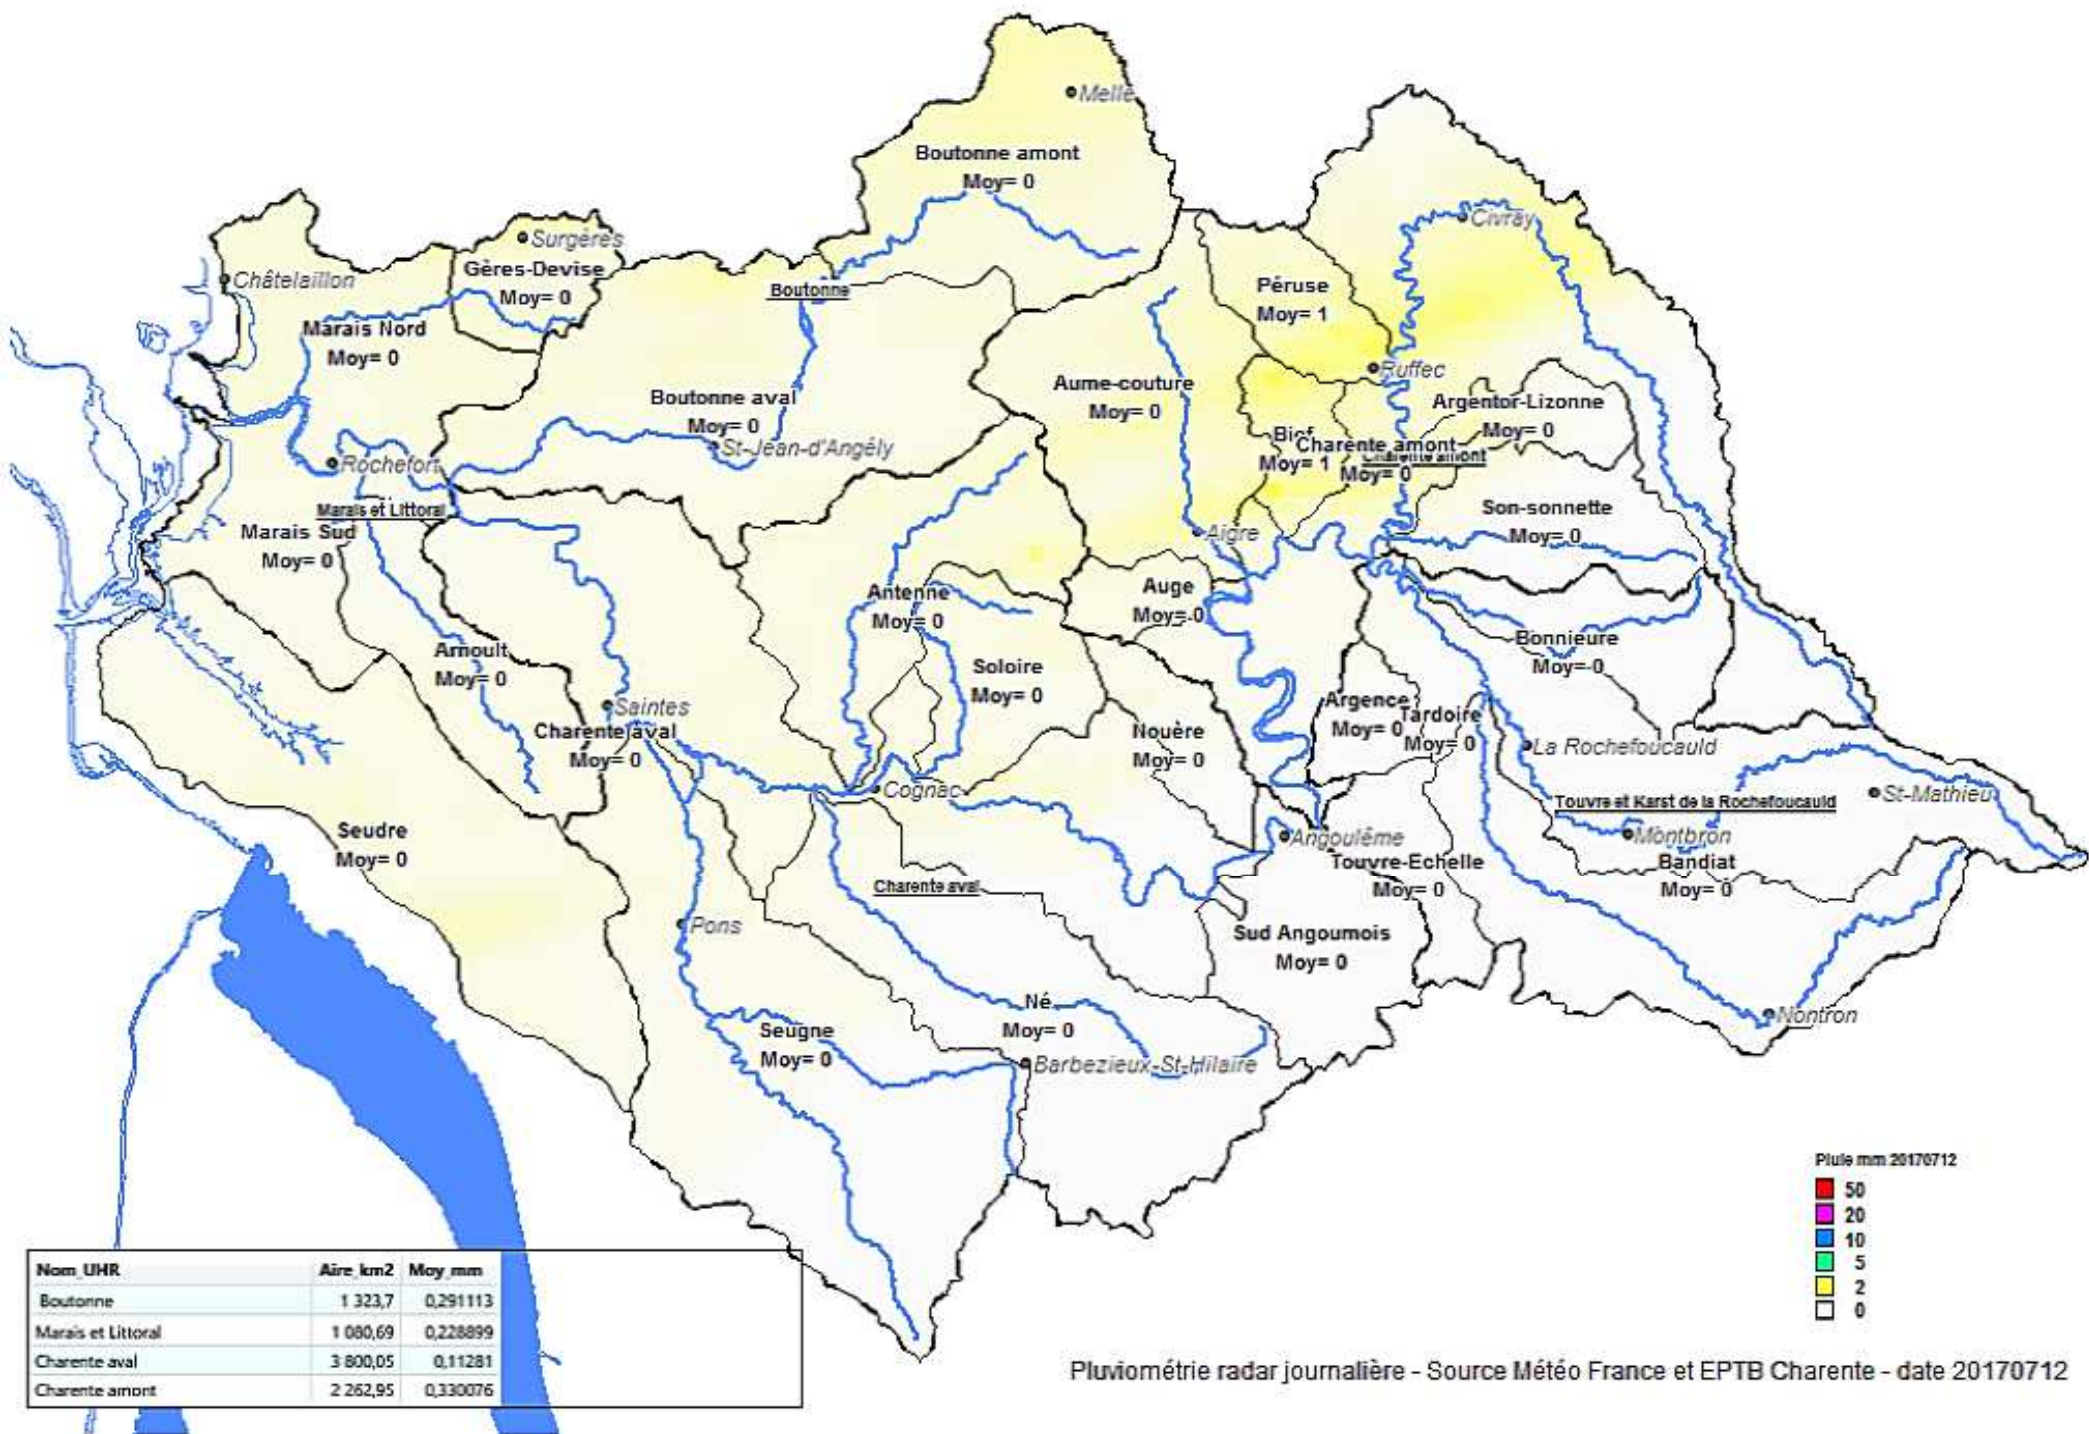 Melle
Boutonne amont
Moy= 0
Civray
Surgères
Gères-Devise
Moy= 0
Châtelaillon
Boutonne
Péruse
Moy= 1
Marais Nord
Moy= 0
Ruffec
Aume-couture
Moy= 0
Boutonne aval
Moy= 0
Argentor-Lizonne
Moy= 0
St-Jean-d'Angély
Bief
Moy= 1
Charente amont
Charente amont
Moy= 0
Rochefort
Marais et Littoral
Son-sonnette
Moy= 0
Marais Sud
Moy= 0
Aigre
Antenne
Moy= 0
Auge
Moy= 0
Bonnieure
Moy= 0
Arnoult
Moy= 0
Soloire
Moy= 0
Saintes
Argence
Moy= 0
Tardoire
Moy= 0
Charente aval
Moy= 0
Nouère
Moy= 0
La Rochefoucauld
Cognac
St-Mathieu
Touvre et Karst de la Rochefoucauld
Seudre
Moy= 0
Angoulême
Montbron
Touvre-Echelle
Moy= 0
Bandiat
Moy= 0
Charente aval
Pons
Sud Angoumois
Moy= 0
Né
Moy= 0
Nontron
Seugne
Moy= 0
Barbezieux-St-Hilaire
Pluie mm 20170712
50
20
10
5
2
0
Nom_UHR Aire_km2 Moy_mm
Boutonne 1 323,7 0,291113
Marais et Littoral 1 080,69 0,228899
Charente aval 3 800,05 0,11281
Charente amont 2 262,95 0,330076
Pluviométrie radar journalière - Source Météo France et EPTB Charente - date 20170712